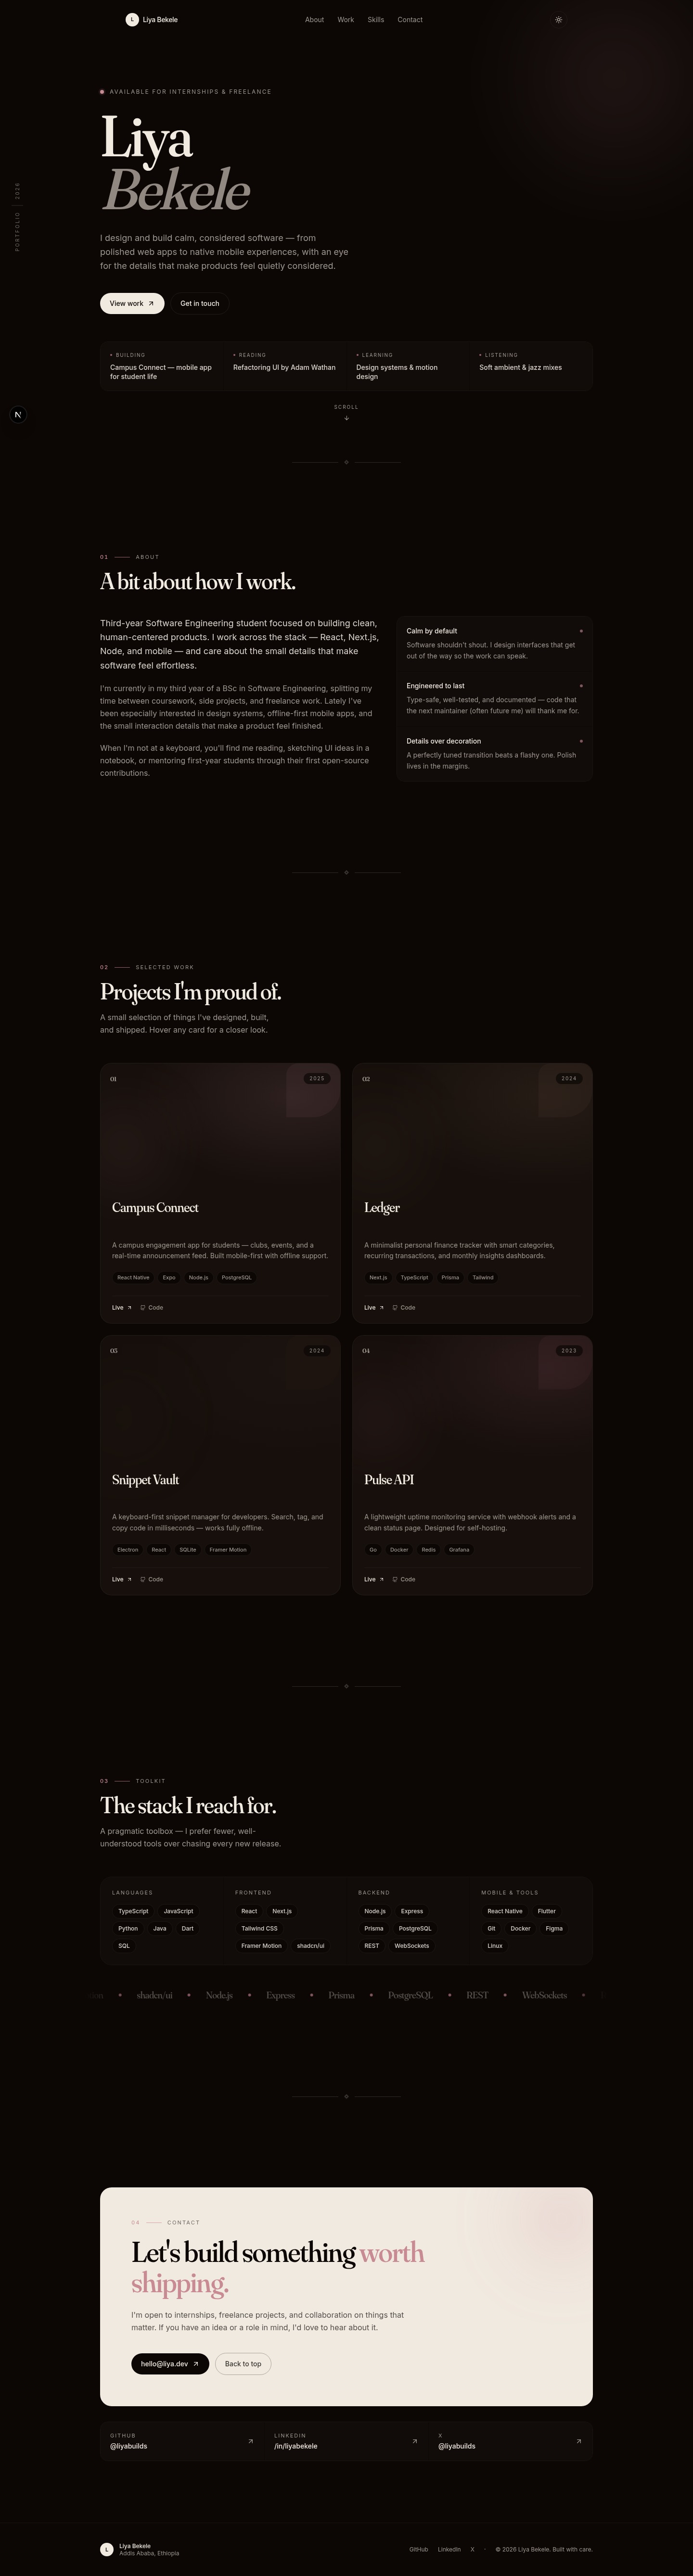 L
Liya Bekele
About
Work
Skills
Contact
AVAILABLE FOR INTERNSHIPS & FREELANCE
Liya
Bekele
PORTFOLIO 2026
I design and build calm, considered software — from
polished web apps to native mobile experiences, with an eye
for the details that make products feel quietly considered.
View work
Get in touch
BUILDING
Campus Connect — mobile app
for student life
READING
Refactoring UI by Adam Wathan
LEARNING
Design systems & motion
design
LISTENING
Soft ambient & jazz mixes
SCROLL
N
01
ABOUT
A bit about how I work.
Third-year Software Engineering student focused on building clean,
human-centered products. I work across the stack — React, Next.js,
Node, and mobile — and care about the small details that make
software feel effortless.
I'm currently in my third year of a BSc in Software Engineering, splitting my
time between coursework, side projects, and freelance work. Lately I've
been especially interested in design systems, offline-first mobile apps, and
the small interaction details that make a product feel finished.
When I'm not at a keyboard, you'll find me reading, sketching UI ideas in a
notebook, or mentoring first-year students through their first open-source
contributions.
Calm by default
Software shouldn't shout. I design interfaces that get
out of the way so the work can speak.
Engineered to last
Type-safe, well-tested, and documented — code that
the next maintainer (often future me) will thank me for.
Details over decoration
A perfectly tuned transition beats a flashy one. Polish
lives in the margins.
02
SELECTED WORK
Projects I'm proud of.
A small selection of things I've designed, built,
and shipped. Hover any card for a closer look.
01
2025
Campus Connect
A campus engagement app for students — clubs, events, and a
real-time announcement feed. Built mobile-first with offline support.
React Native
Expo
Node.js
PostgreSQL
Live
Code
02
2024
Ledger
A minimalist personal finance tracker with smart categories,
recurring transactions, and monthly insights dashboards.
Next.js
TypeScript
Prisma
Tailwind
Live
Code
03
2024
Snippet Vault
A keyboard-first snippet manager for developers. Search, tag, and
copy code in milliseconds — works fully offline.
Electron
React
SQLite
Framer Motion
Live
Code
04
2023
Pulse API
A lightweight uptime monitoring service with webhook alerts and a
clean status page. Designed for self-hosting.
Go
Docker
Redis
Grafana
Live
Code
03
TOOLKIT
The stack I reach for.
A pragmatic toolbox — I prefer fewer, well-
understood tools over chasing every new release.
LANGUAGES
TypeScript
JavaScript
Python
Java
Dart
SQL
FRONTEND
React
Next.js
Tailwind CSS
Framer Motion
shadcn/ui
BACKEND
Node.js
Express
Prisma
PostgreSQL
REST
WebSockets
MOBILE & TOOLS
React Native
Flutter
Git
Docker
Figma
Linux
shadcn/ui • Node.js • Express • Prisma • PostgreSQL • REST • WebSockets •
04
CONTACT
Let's build something worth
shipping.
I'm open to internships, freelance projects, and collaboration on things that
matter. If you have an idea or a role in mind, I'd love to hear about it.
hello@liya.dev
Back to top
GITHUB
@liyabuilds
LINKEDIN
/in/liyabekele
X
@liyabuilds
L
Liya Bekele
Addis Ababa, Ethiopia
GitHub
LinkedIn
X
·
© 2026 Liya Bekele. Built with care.